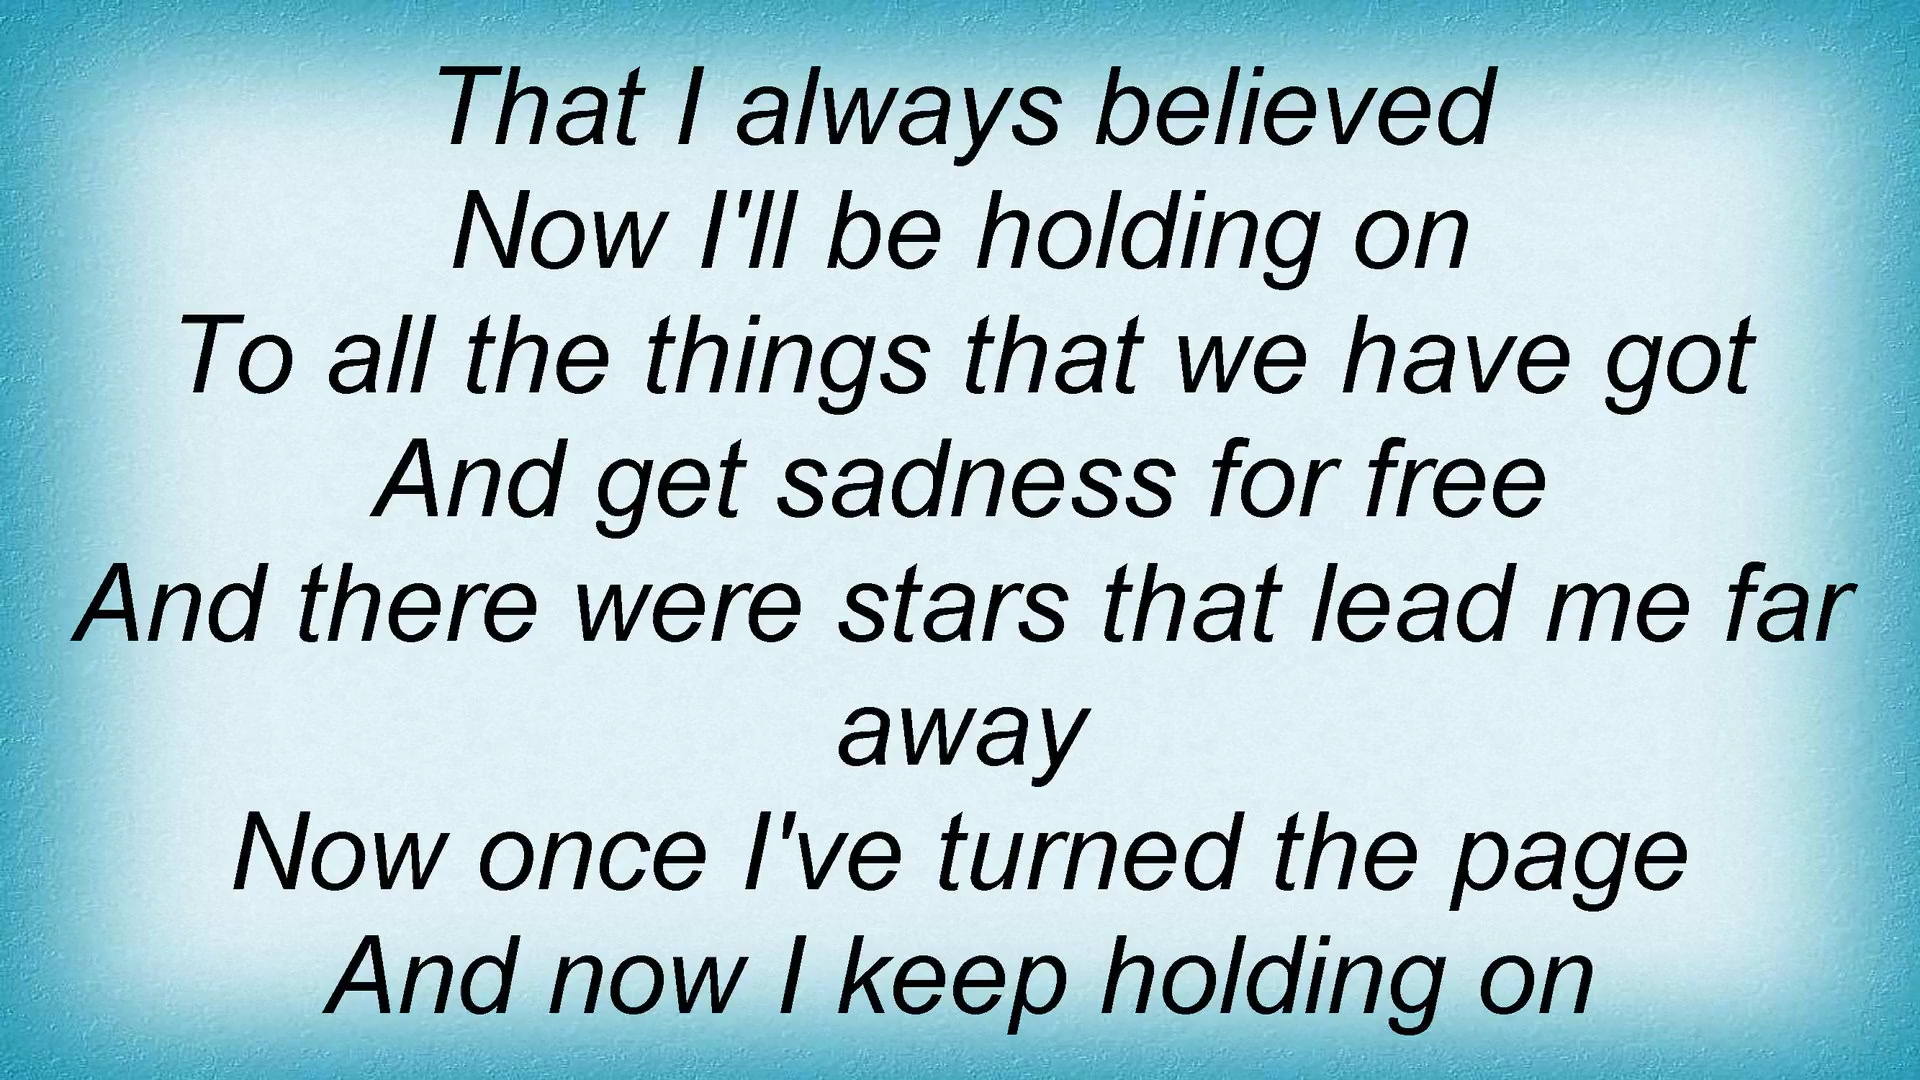 That I always believed
Now I'll be holding on
To all the things that we have got
And get sadness for free
And there were stars that lead me far
away
Now once I've turned the page
And now I keep holding on